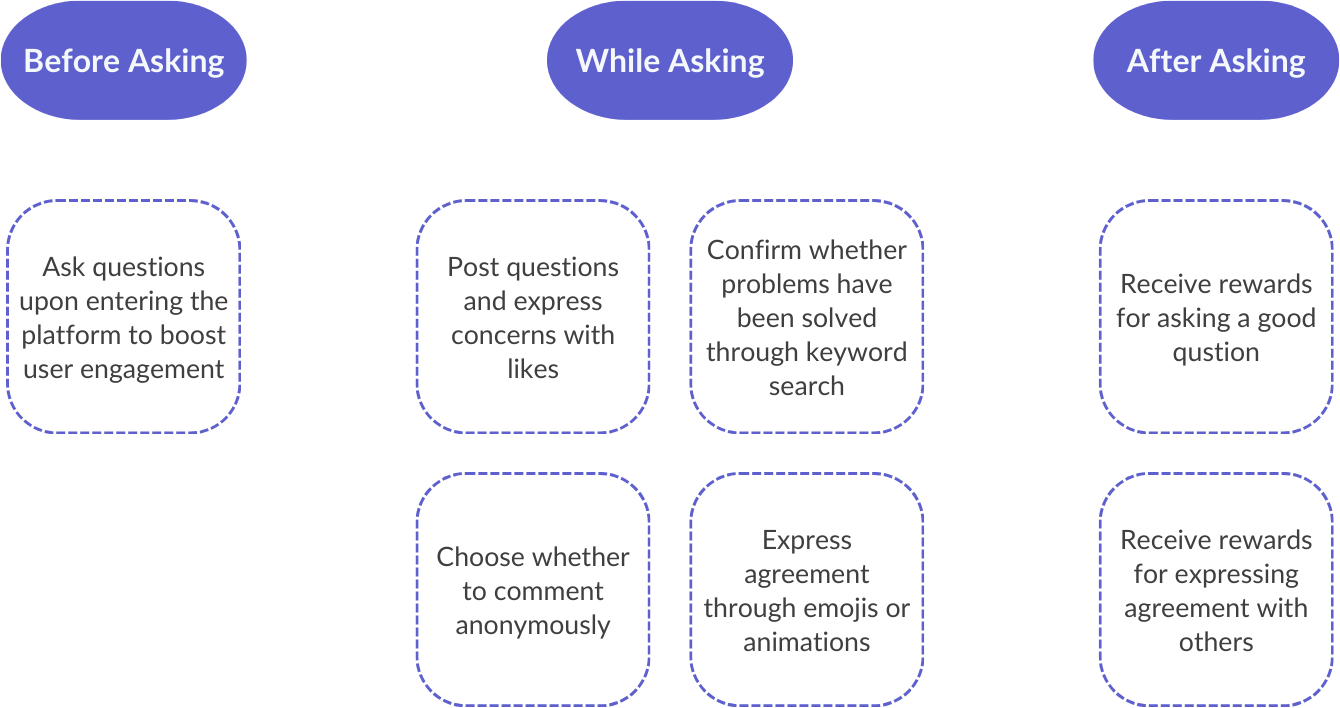 Before Asking
While Asking
After Asking
Ask questions
upon entering the
platform to boost
user engagement
Post questions
and express
concerns with
likes
Confirm whether
problems have
been solved
through keyword
search
Receive rewards
for asking a good
qustion
Choose whether
to comment
anonymously
Express
agreement
through emojis or
animations
Receive rewards
for expressing
agreement with
others